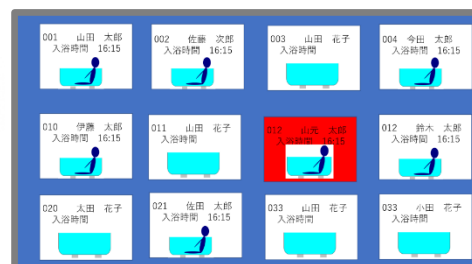 001 山田 太郎
入浴時間 16:15
002 佐藤 次郎
入浴時間 16:15
003 山田 花子
入浴時間
004 今田 太郎
入浴時間 16:15
010 伊藤 太郎
入浴時間 16:15
011 山田 花子
入浴時間
012 山元 太郎
入浴時間 16:15
012 鈴木 太郎
入浴時間 16:15
020 太田 花子
入浴時間
021 佐田 太郎
入浴時間 16:15
033 山田 花子
入浴時間
033 小田 花子
入浴時間